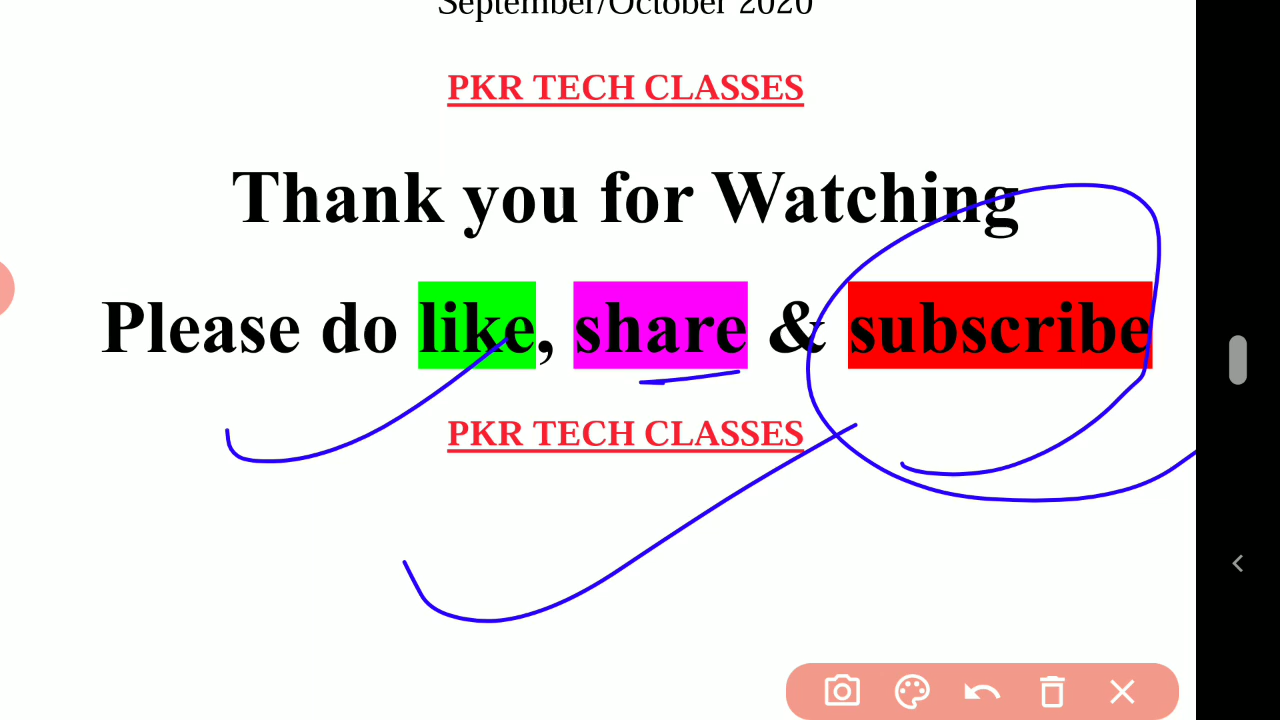 September/October 2020
PKR TECH CLASSES
Thank you for Watching
Please do like, share & subscribe
PKR TECH CLASSES